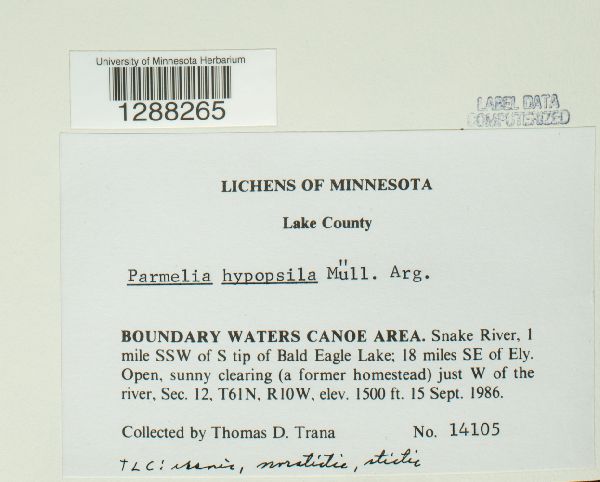 University of Minnesota Herbarium
1288265
LABEL DATA
COMPUTERIZED
LICHENS OF MINNESOTA
Lake County
Parmelia hypopsila Müll. Arg.
BOUNDARY WATERS CANOE AREA. Snake River, 1
mile SSW of S tip of Bald Eagle Lake; 18 miles SE of Ely.
Open, sunny clearing (a former homestead) just W of the
river, Sec. 12, T61N, R10W, elev. 1500 ft. 15 Sept. 1986.
Collected by Thomas D. Trana No. 14105
TLC: usnic, norstictic, stictic